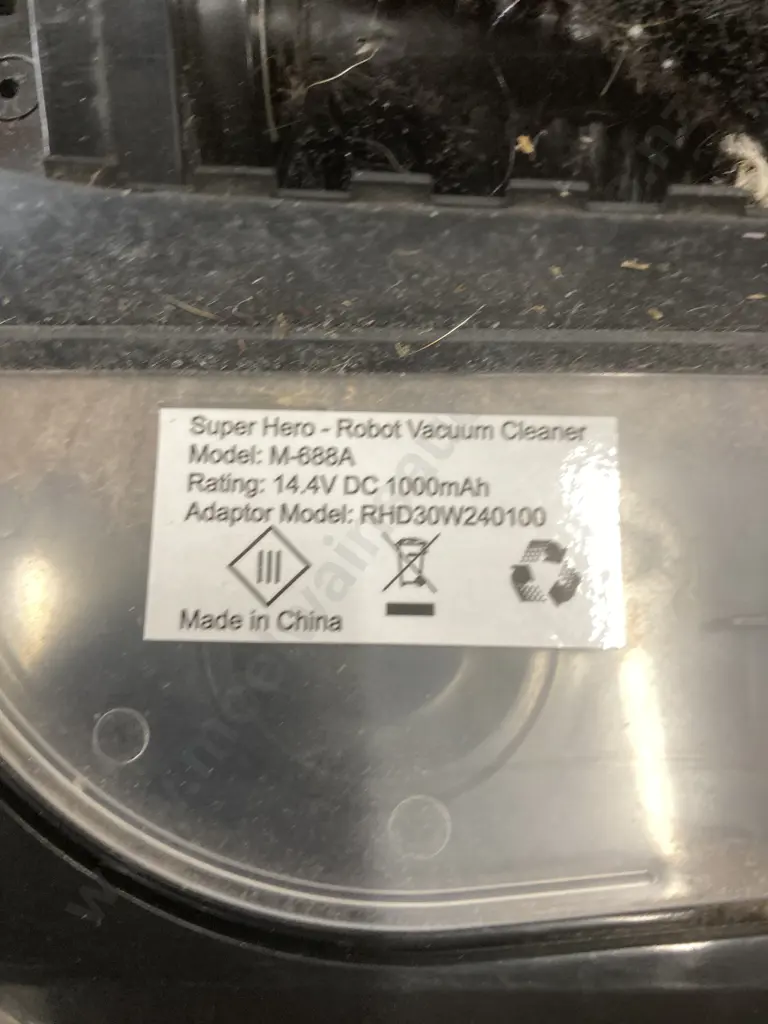 Super Hero - Robot Vacuum Cleaner
Model: M-688A
Rating: 14.4V DC 1000mAh
Adaptor Model: RHD30W240100
Made in China